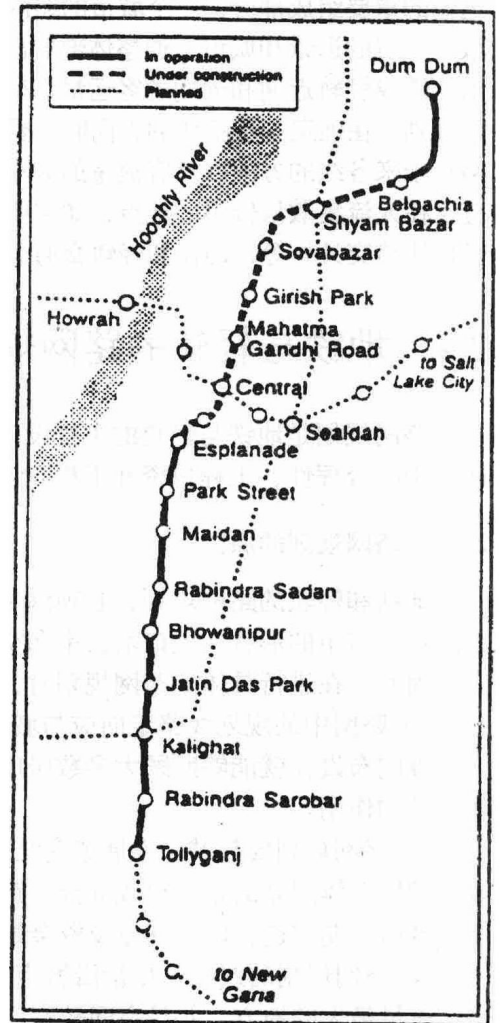 In operation
Under construction
Planned
Dum Dum
Hooghly River
Belgachia
Shyam Bazar
Sovabazar
Girish Park
Howrah
Mahatma
Gandhi Road
to Salt
Lake City
Central
Sealdah
Esplanade
Park Street
Maidan
Rabindra Sadan
Bhowanipur
Jatin Das Park
Kalighat
Rabindra Sarobar
Tollyganj
to New
Garia